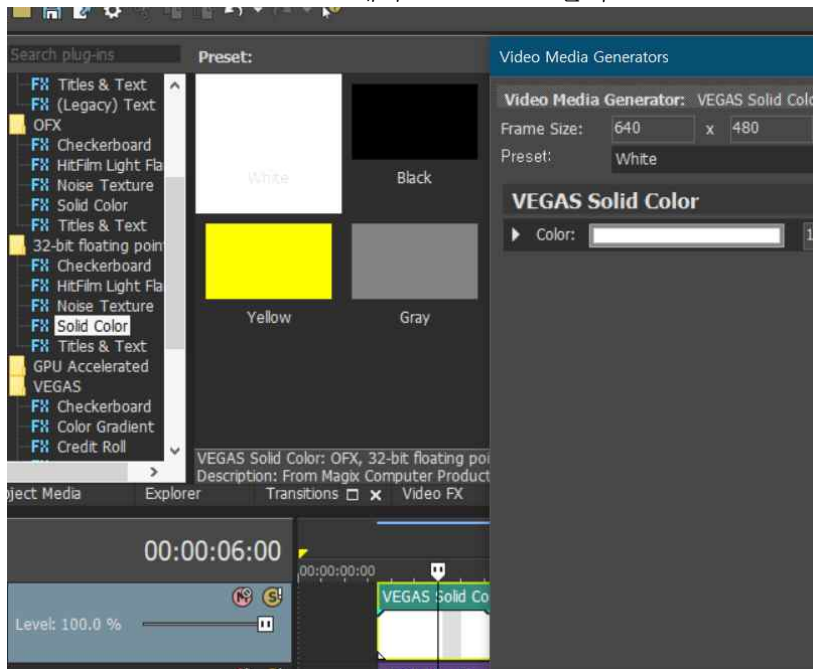 Search plug-ins
Preset:
FX Titles & Text
FX (Legacy) Text
OFX
FX Checkerboard
FX HitFilm Light Fla
FX Noise Texture
FX Solid Color
FX Titles & Text
32-bit floating poin
FX Checkerboard
FX HitFilm Light Fla
FX Noise Texture
FX Solid Color
FX Titles & Text
GPU Accelerated
VEGAS
FX Checkerboard
FX Color Gradient
FX Credit Roll
White
Black
Yellow
Gray
VEGAS Solid Color: OFX, 32-bit floating poi
Description: From Magix Computer Product
Video Media Generators
Video Media Generator: VEGAS Solid Colo
Frame Size: 640 x 480
Preset: White
VEGAS Solid Color
Color: 1
oject Media Explorer Transitions Video FX
00:00:06:00
00:00:00:00
Level: 100.0 %
VEGAS Solid Co